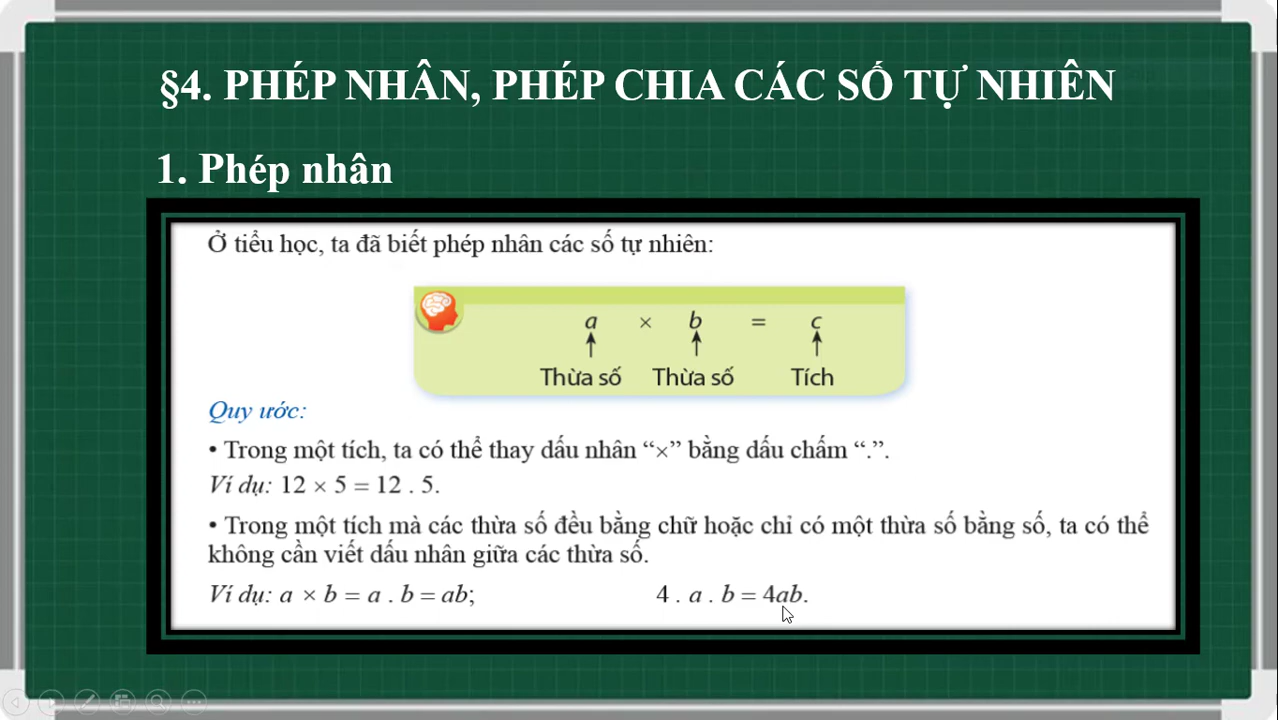 §4. PHÉP NHÂN, PHÉP CHIA CÁC SỐ TỰ NHIÊN
1. Phép nhân
Ở tiểu học, ta đã biết phép nhân các số tự nhiên:
a × b = c
Thừa số Thừa số Tích
Quy ước:
• Trong một tích, ta có thể thay dấu nhân “×” bằng dấu chấm “.”.
Ví dụ: 12 × 5 = 12 . 5.
• Trong một tích mà các thừa số đều bằng chữ hoặc chỉ có một thừa số bằng số, ta có thể
không cần viết dấu nhân giữa các thừa số.
Ví dụ: a × b = a . b = ab; 4 . a . b = 4ab.